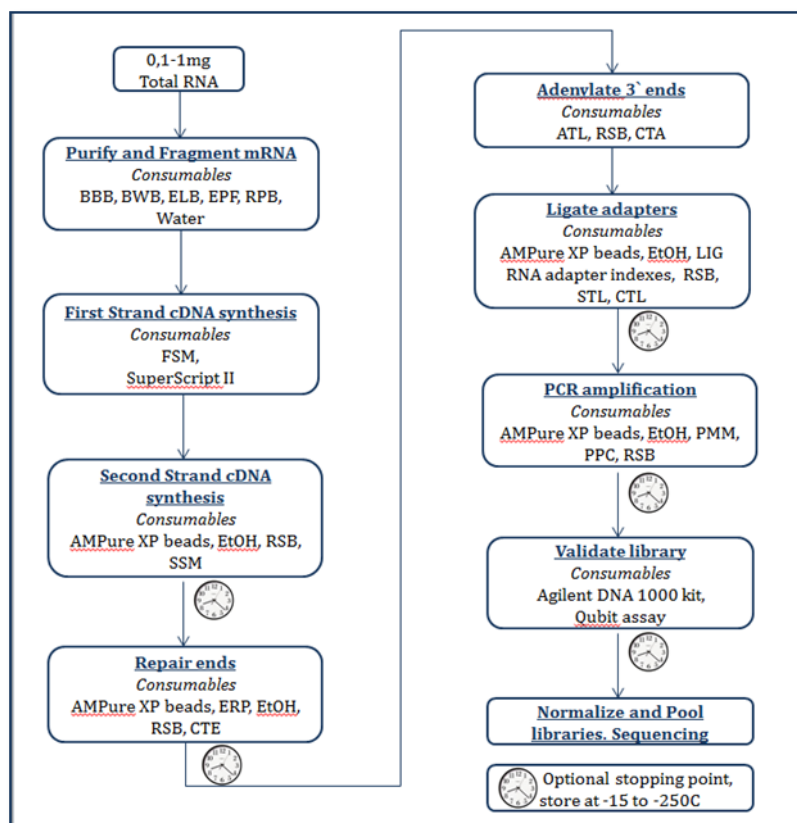 0,1-1mg
Total RNA
Purify and Fragment mRNA
Consumables
BBB, BWB, ELB, EPF, RPB,
Water
First Strand cDNA synthesis
Consumables
FSM,
SuperScript II
Second Strand cDNA
synthesis
Consumables
AMPure XP beads, EtOH, RSB,
SSM
Repair ends
Consumables
AMPure XP beads, ERP, EtOH,
RSB, CTE
Adenylate 3` ends
Consumables
ATL, RSB, CTA
Ligate adapters
Consumables
AMPure XP beads, EtOH, LIG
RNA adapter indexes, RSB,
STL, CTL
PCR amplification
Consumables
AMPure XP beads, EtOH, PMM,
PPC, RSB
Validate library
Consumables
Agilent DNA 1000 kit,
Qubit assay
Normalize and Pool
libraries. Sequencing
Optional stopping point,
store at -15 to -250C